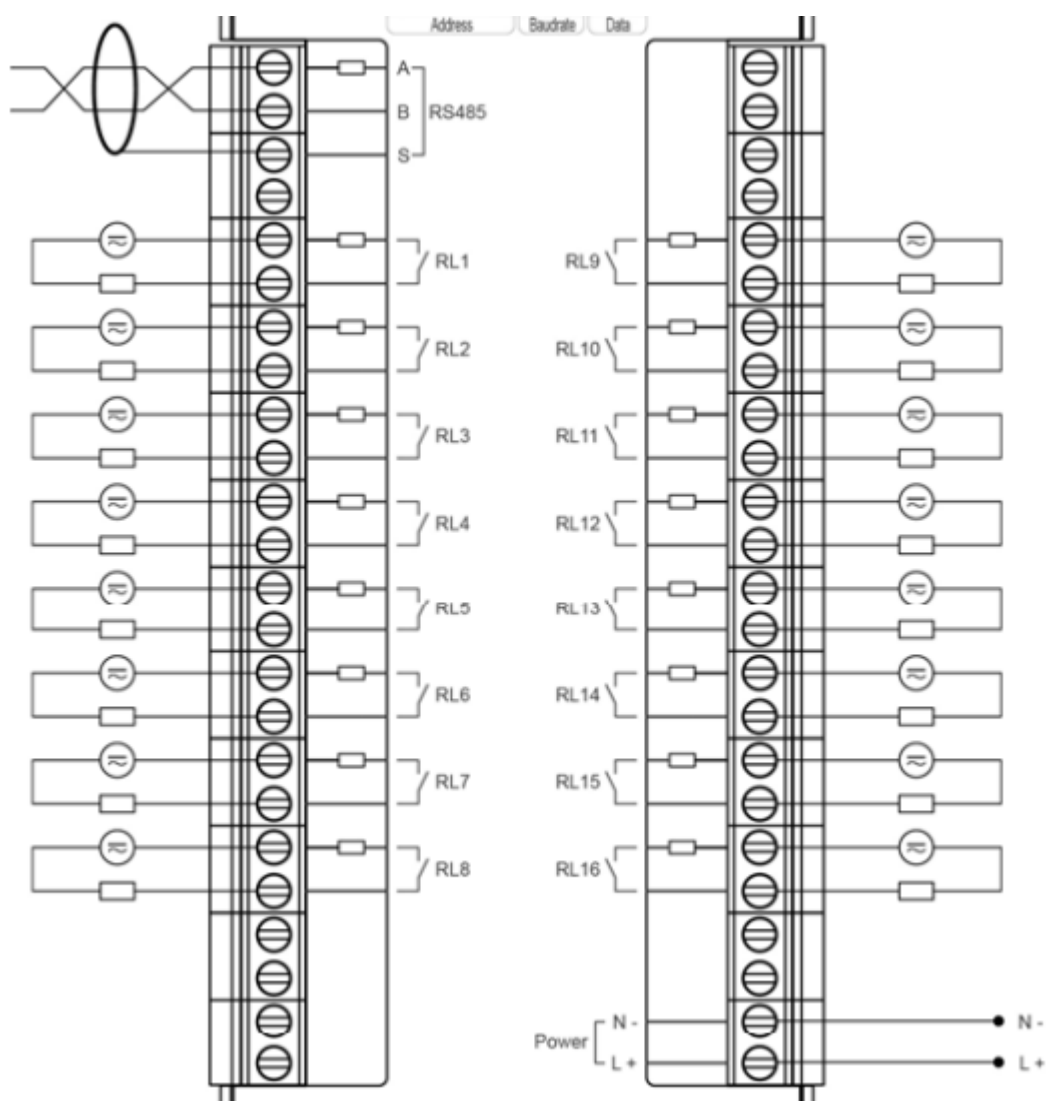 Address Baudrate Data
A
B RS485
S
RL1 RL9
RL2 RL10
RL3 RL11
RL4 RL12
RL5 RL13
RL6 RL14
RL7 RL15
RL8 RL16
N - N -
Power
L + L +